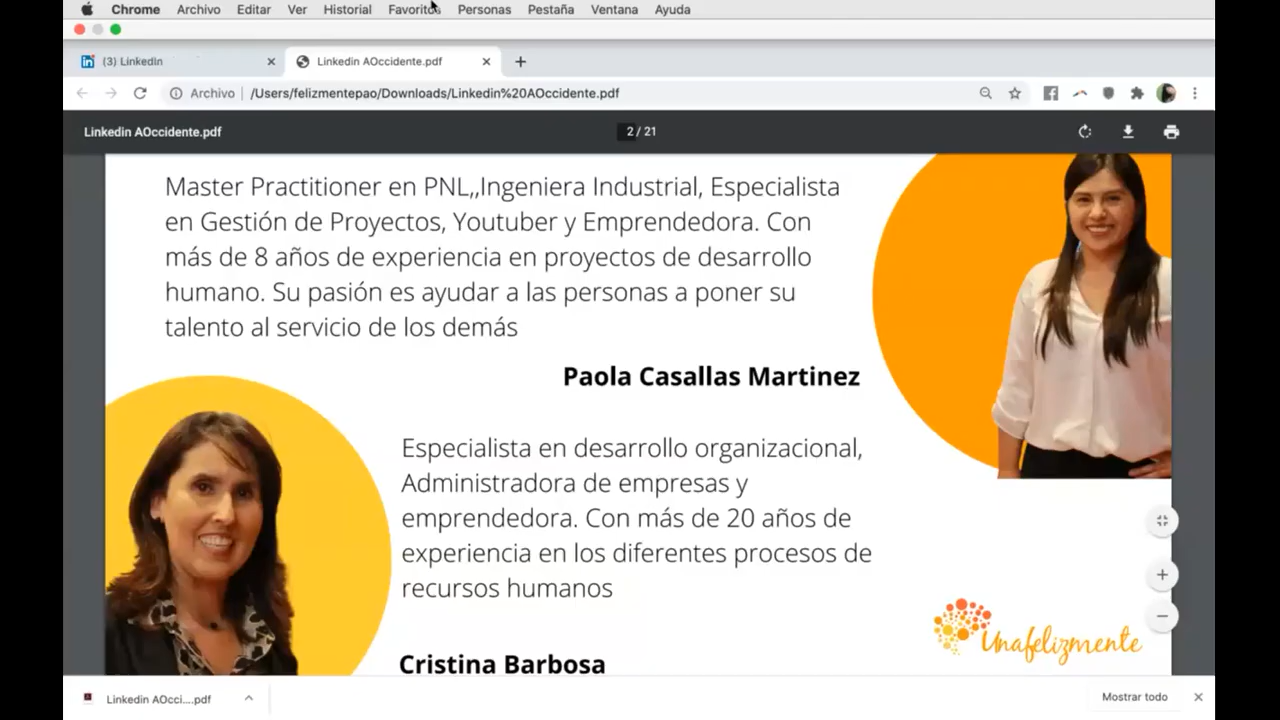 Chrome Archivo Editar Ver Historial Favoritos Personas Pestaña Ventana Ayuda
(3) LinkedIn
Linkedin AOccidente.pdf
Archivo | /Users/felizmentepao/Downloads/Linkedin%20AOccidente.pdf
Linkedin AOccidente.pdf
2 / 21
Master Practitioner en PNL,,Ingeniera Industrial, Especialista
en Gestión de Proyectos, Youtuber y Emprendedora. Con
más de 8 años de experiencia en proyectos de desarrollo
humano. Su pasión es ayudar a las personas a poner su
talento al servicio de los demás
Paola Casallas Martinez
Especialista en desarrollo organizacional,
Administradora de empresas y
emprendedora. Con más de 20 años de
experiencia en los diferentes procesos de
recursos humanos
Cristina Barbosa
Unafelizmente
Linkedin AOcci....pdf
Mostrar todo